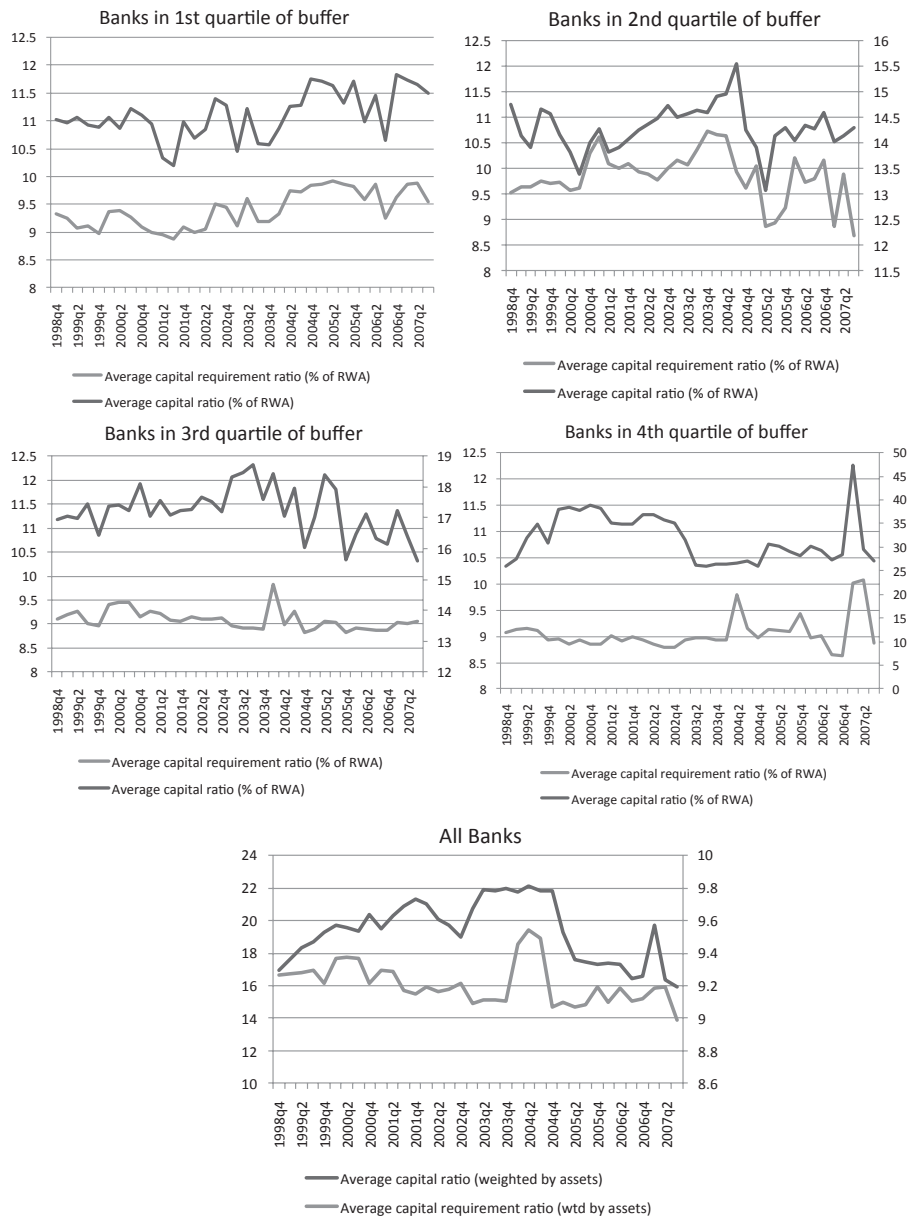 Banks in 1st quartile of buffer
12.5
12
11.5
11
10.5
10
9.5
9
8.5
8
1998q4
1999q2
1999q4
2000q2
2000q4
2001q2
2001q4
2002q2
2002q4
2003q2
2003q4
2004q2
2004q4
2005q2
2005q4
2006q2
2006q4
2007q2
Average capital requirement ratio (% of RWA)
Average capital ratio (% of RWA)
Banks in 2nd quartile of buffer
12.5
12
11.5
11
10.5
10
9.5
9
8.5
8
16
15.5
15
14.5
14
13.5
13
12.5
12
11.5
1998q4
1999q2
1999q4
2000q2
2000q4
2001q2
2001q4
2002q2
2002q4
2003q2
2003q4
2004q2
2004q4
2005q2
2005q4
2006q2
2006q4
2007q2
Average capital requirement ratio (% of RWA)
Average capital ratio (% of RWA)
Banks in 3rd quartile of buffer
12.5
12
11.5
11
10.5
10
9.5
9
8.5
8
19
18
17
16
15
14
13
12
1998q4
1999q2
1999q4
2000q2
2000q4
2001q2
2001q4
2002q2
2002q4
2003q2
2003q4
2004q2
2004q4
2005q2
2005q4
2006q2
2006q4
2007q2
Average capital requirement ratio (% of RWA)
Average capital ratio (% of RWA)
Banks in 4th quartile of buffer
12.5
12
11.5
11
10.5
10
9.5
9
8.5
8
50
45
40
35
30
25
20
15
10
5
0
1998q4
1999q2
1999q4
2000q2
2000q4
2001q2
2001q4
2002q2
2002q4
2003q2
2003q4
2004q2
2004q4
2005q2
2005q4
2006q2
2006q4
2007q2
Average capital requirement ratio (% of RWA)
Average capital ratio (% of RWA)
All Banks
24
22
20
18
16
14
12
10
10
9.8
9.6
9.4
9.2
9
8.8
8.6
1998q4
1999q2
1999q4
2000q2
2000q4
2001q2
2001q4
2002q2
2002q4
2003q2
2003q4
2004q2
2004q4
2005q2
2005q4
2006q2
2006q4
2007q2
Average capital ratio (weighted by assets)
Average capital requirement ratio (wtd by assets)